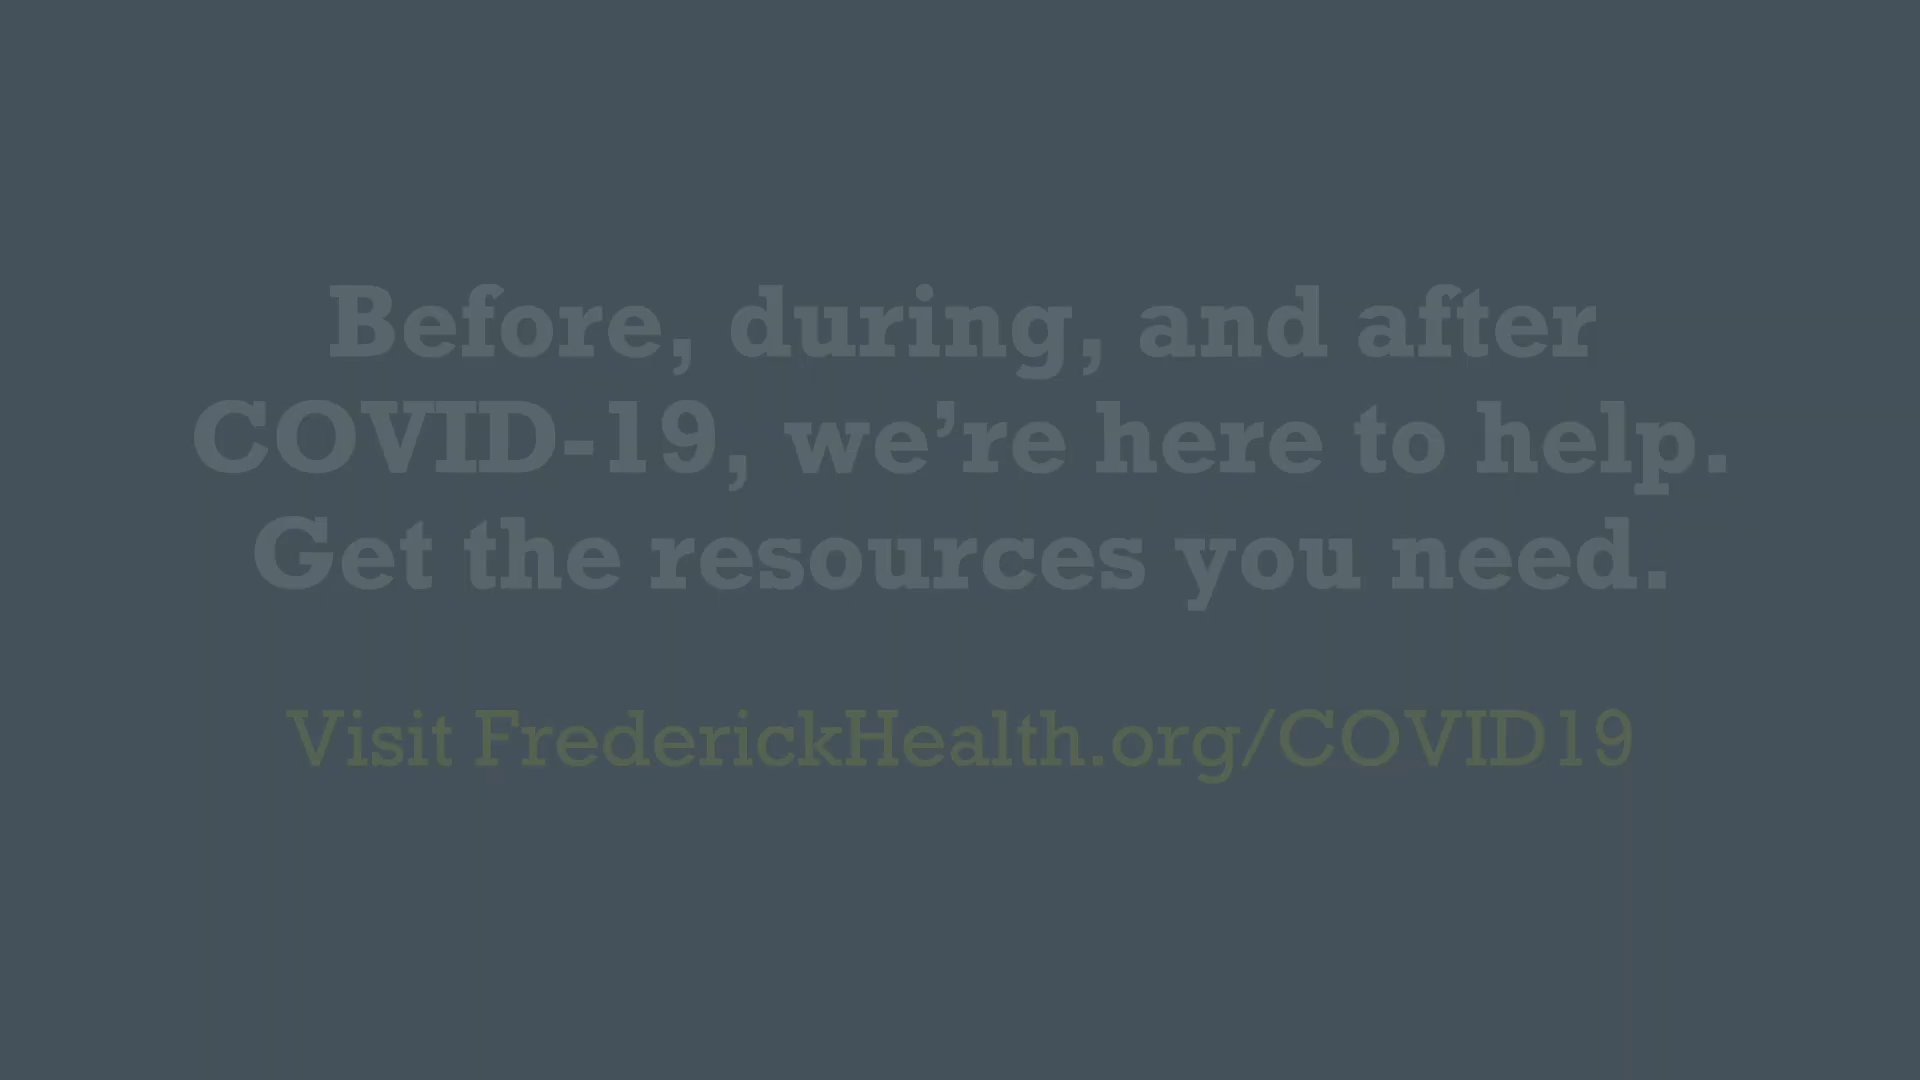 Before, during, and after
COVID-19, we’re here to help.
Get the resources you need.
Visit FrederickHealth.org/COVID19